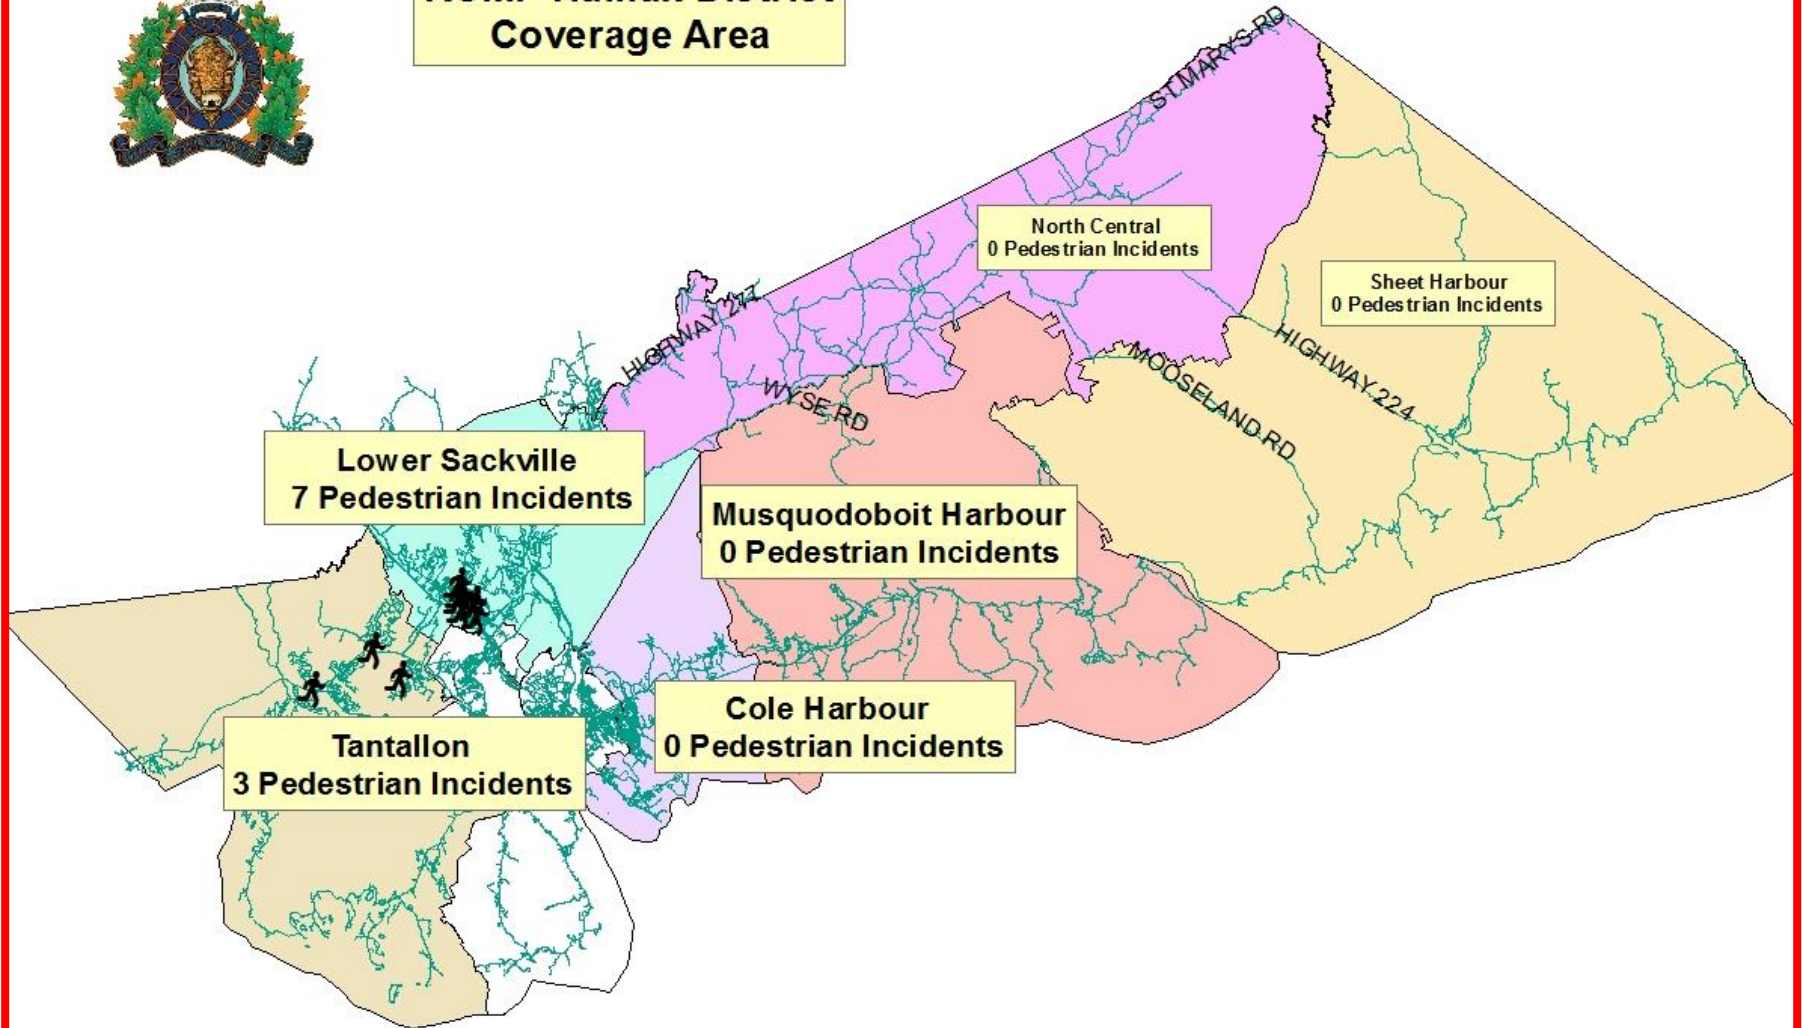 Coverage Area
ST.MARYS RD
North Central
0 Pedestrian Incidents
Sheet Harbour
0 Pedestrian Incidents
HIGHWAY 277
WYSE RD
MOOSELAND RD
HIGHWAY 224
Lower Sackville
7 Pedestrian Incidents
Musquodoboit Harbour
0 Pedestrian Incidents
Cole Harbour
0 Pedestrian Incidents
Tantallon
3 Pedestrian Incidents